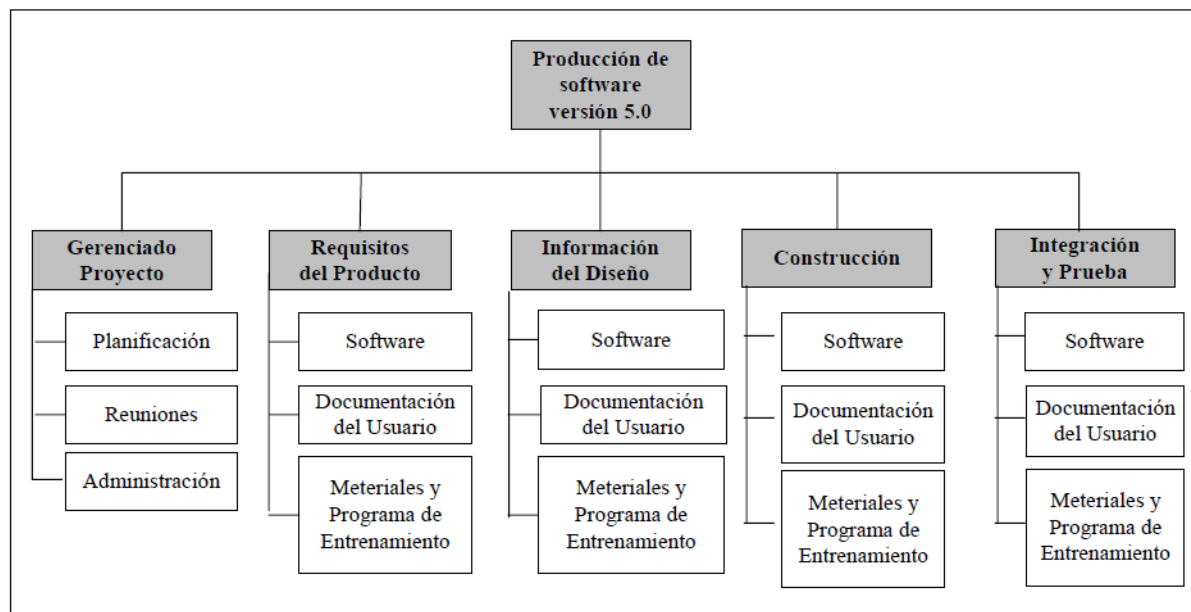 Producción de
software
versión 5.0
Gerenciado
Proyecto
Planificación
Reuniones
Administración
Requisitos
del Producto
Software
Documentación
del Usuario
Meteriales y
Programa de
Entrenamiento
Información
del Diseño
Software
Documentación
del Usuario
Meteriales y
Programa de
Entrenamiento
Construcción
Software
Documentación
del Usuario
Meteriales y
Programa de
Entrenamiento
Integración
y Prueba
Software
Documentación
del Usuario
Meteriales y
Programa de
Entrenamiento